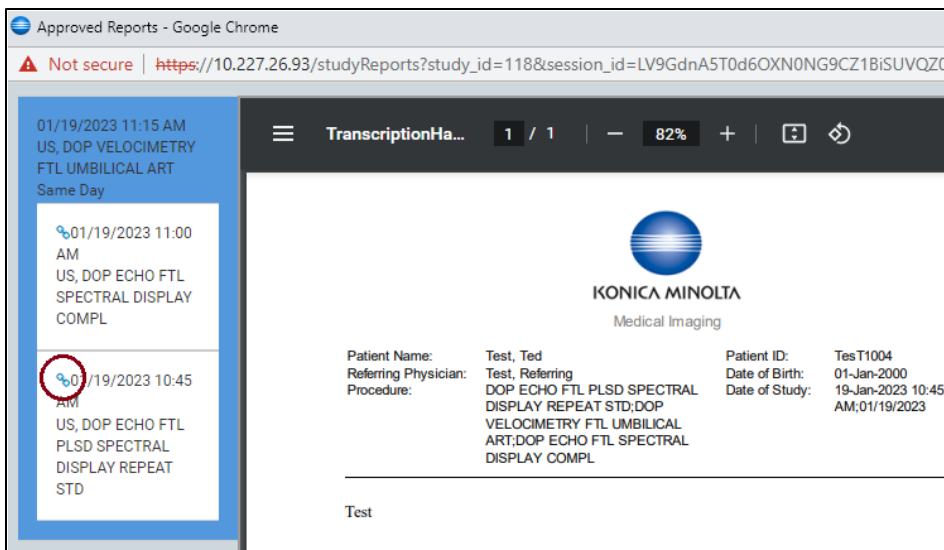 Approved Reports - Google Chrome
Not secure | https://10.227.26.93/studyReports?study_id=118&session_id=LV9GdnA5T0d6OXN0NG9CZ1BiSUVQZ0
01/19/2023 11:15 AM
US, DOP VELOCIMETRY
FTL UMBILICAL ART
Same Day
01/19/2023 11:00
AM
US, DOP ECHO FTL
SPECTRAL DISPLAY
COMPL
01/19/2023 10:45
AM
US, DOP ECHO FTL
PLSD SPECTRAL
DISPLAY REPEAT
STD
TranscriptionHa... 1 / 1 | — 82% + |
KONICA MINOLTA
Medical Imaging
Patient Name: Test, Ted Patient ID: TesT1004
Referring Physician: Test, Referring Date of Birth: 01-Jan-2000
Procedure: DOP ECHO FTL PLSD SPECTRAL Date of Study: 19-Jan-2023 10:45
DISPLAY REPEAT STD;DOP AM;01/19/2023
VELOCIMETRY FTL UMBILICAL
ART;DOP ECHO FTL SPECTRAL
DISPLAY COMPL
Test